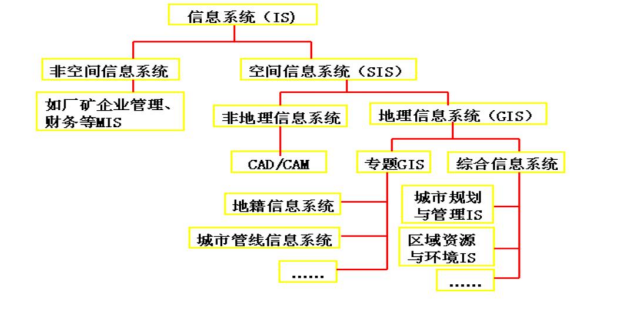 信息系统（IS)
非空间信息系统
空间信息系统（SIS）
如厂矿企业管理、
财务等MIS
非地理信息系统
地理信息系统（GIS）
CAD/CAM
专题GIS
综合信息系统
地籍信息系统
城市规划
与管理IS
城市管线信息系统
区域资源
与环境IS
......
......